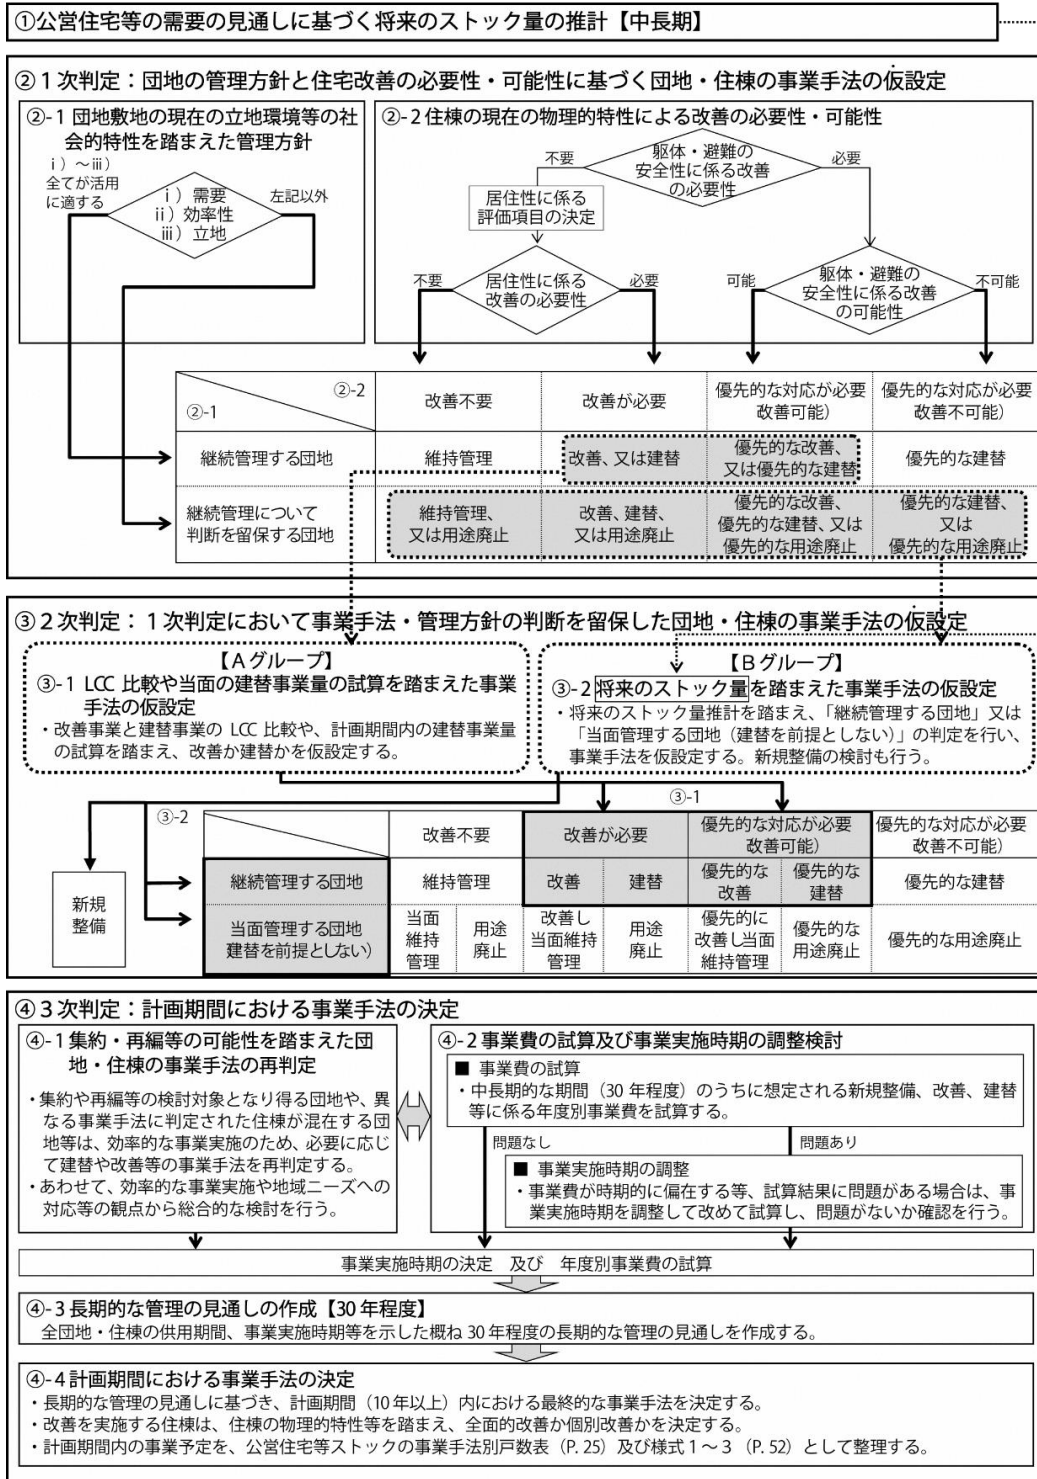 ①公営住宅等の需要の見通しに基づく将来のストック量の推計【中長期】
②１次判定：団地の管理方針と住宅改善の必要性・可能性に基づく団地・住棟の事業手法の仮設定
②-１団地敷地の現在の立地環境等の社
会的特性を踏まえた管理方針
ⅰ）～ⅲ）
全てが活用
に適する
ⅰ）需要
ⅱ）効率性
ⅲ）立地
左記以外
②-２住棟の現在の物理的特性による改善の必要性・可能性
不要
躯体・避難の
安全性に係る改善
の必要性
必要
居住性に係る
評価項目の決定
不要
居住性に係る
改善の必要性
必要
可能
躯体・避難の
安全性に係る改善
の可能性
不可能
②-２
②-１
改善不要
改善が必要
優先的な対応が必要
改善可能）
優先的な対応が必要
改善不可能）
継続管理する団地
維持管理
改善、又は建替
優先的な改善、
又は優先的な建替
優先的な建替
継続管理について
判断を留保する団地
維持管理、
又は用途廃止
改善、建替、
又は用途廃止
優先的な改善、
優先的な建替、又は
優先的な用途廃止
優先的な建替、
又は
優先的な用途廃止
③２次判定：１次判定において事業手法・管理方針の判断を留保した団地・住棟の事業手法の仮設定
【Aグループ】
③-１ LCC 比較や当面の建替事業量の試算を踏まえた事業
手法の仮設定
・改善事業と建替事業の LCC 比較や、計画期間内の建替事業量
の試算を踏まえ、改善か建替かを仮設定する。
【Bグループ】
③-２将来のストック量を踏まえた事業手法の仮設定
・将来のストック量推計を踏まえ、「継続管理する団地」又は
「当面管理する団地（建替を前提としない）」の判定を行い、
事業手法を仮設定する。新規整備の検討も行う。
③-１
③-２
新規
整備
改善不要
改善が必要
優先的な対応が必要
改善可能）
優先的な対応が必要
改善不可能）
継続管理する団地
維持管理
改善
建替
優先的な
改善
優先的な
建替
優先的な建替
当面管理する団地
建替を前提としない）
当面
維持
管理
用途
廃止
改善し
当面維持
管理
用途
廃止
優先的に
改善し当面
維持管理
優先的な
用途廃止
優先的な用途廃止
④３次判定：計画期間における事業手法の決定
④-１集約・再編等の可能性を踏まえた団
地・住棟の事業手法の再判定
・集約や再編等の検討対象となり得る団地や、異
なる事業手法に判定された住棟が混在する団
地等は、効率的な事業実施のため、必要に応じ
て建替や改善等の事業手法を再判定する。
・あわせて、効率的な事業実施や地域ニーズへの
対応等の観点から総合的な検討を行う。
④-２事業費の試算及び事業実施時期の調整検討
■ 事業費の試算
・中長期的な期間（30 年程度）のうちに想定される新規整備、改善、建替
等に係る年度別事業費を試算する。
問題なし
問題あり
■ 事業実施時期の調整
・事業費が時期的に偏在する等、試算結果に問題がある場合は、事
業実施時期を調整して改めて試算し、問題がないか確認を行う。
事業実施時期の決定　及び　年度別事業費の試算
④-３長期的な管理の見通しの作成【30 年程度】
全団地・住棟の供用期間、事業実施時期等を示した概ね 30 年程度の長期的な管理の見通しを作成する。
④-４計画期間における事業手法の決定
・長期的な管理の見通しに基づき、計画期間（10 年以上）内における最終的な事業手法を決定する。
・改善を実施する住棟は、住棟の物理的特性等を踏まえ、全面的改善か個別改善かを決定する。
・計画期間内の事業予定を、公営住宅等ストックの事業手法別戸数表（P. 25）及び様式１～３（P. 52）として整理する。